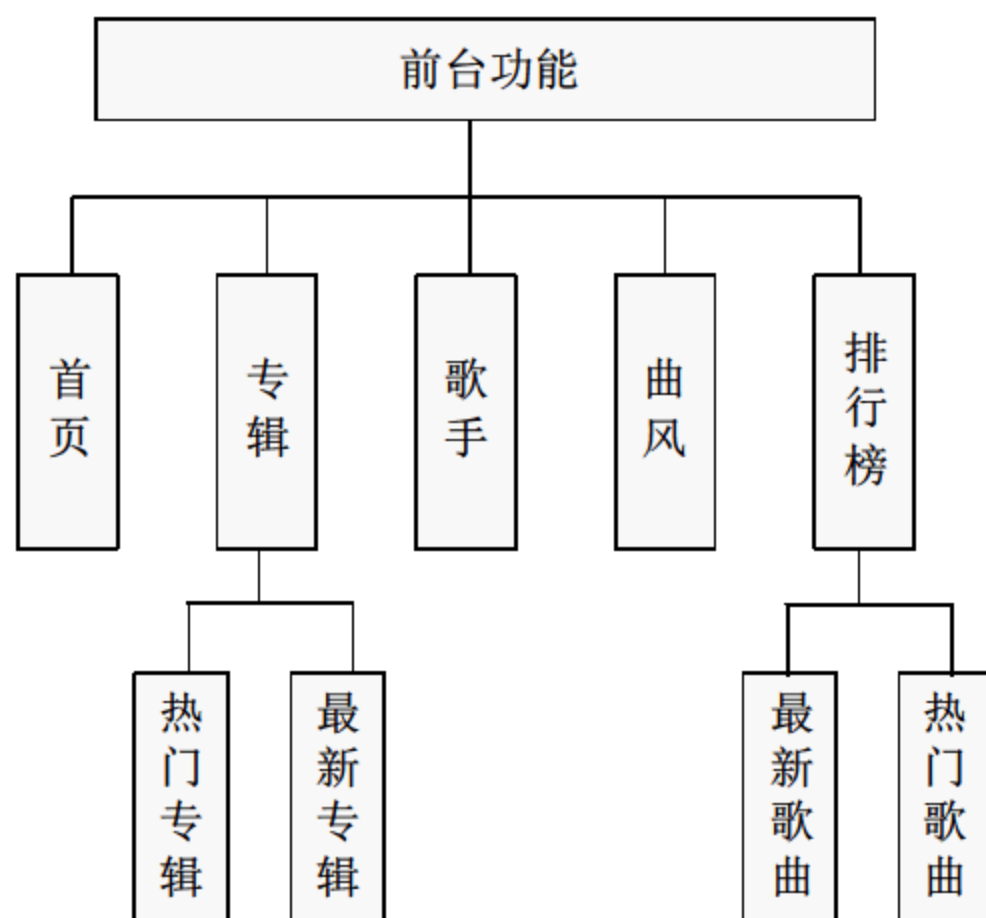 前台功能
首页
专辑
歌手
曲风
排行榜
热门专辑
最新专辑
最新歌曲
热门歌曲